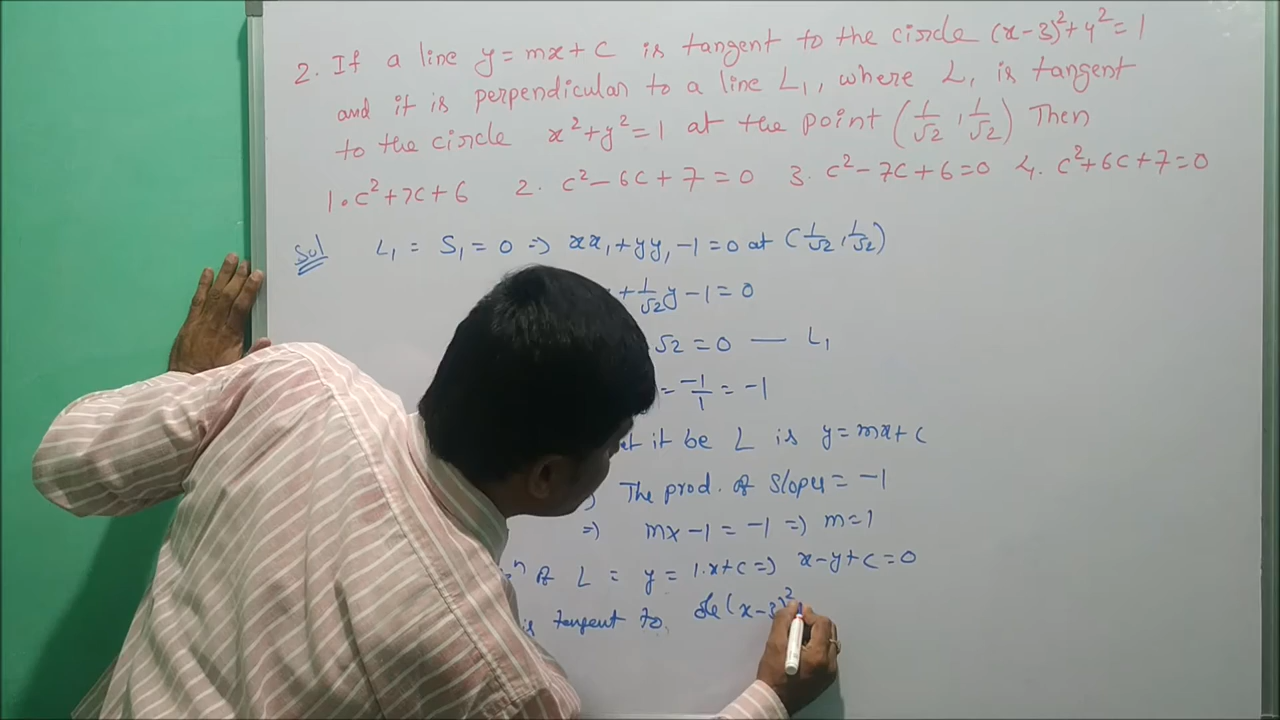 2. If a line y = mx + c is tangent to the circle (x-3)²+y²=1
and it is perpendicular to a line L₁, where L₁ is tangent
to the circle x²+y²=1 at the point (1/√2, 1/√2) Then
1. c²+7c+6 2. c²-6c+7=0 3. c²-7c+6=0 4. c²+6c+7=0
Sol L₁ = S₁ = 0 => xx₁+yy₁-1=0 at (1/√2, 1/√2)
+ 1/√2 y - 1 = 0
√2 = 0 — L₁
= -1/1 = -1
it be L is y = mx + c
The prod. of slopes = -1
=> mx-1 = -1 => m=1
of L = y = 1.x+c => x-y+c=0
is tangent to (x-3)²